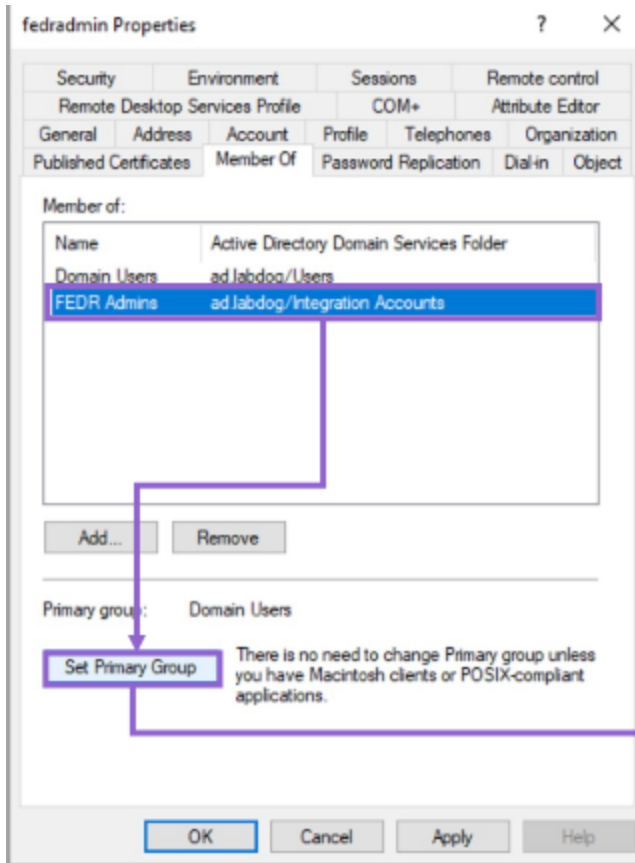 fedradmin Properties ? ×
Security Environment Sessions Remote control
Remote Desktop Services Profile COM+ Attribute Editor
General Address Account Profile Telephones Organization
Published Certificates Member Of Password Replication Dial-in Object
Member of:
Name Active Directory Domain Services Folder
Domain Users ad.labdog/Users
FEDR Admins ad.labdog/Integration Accounts
Add... Remove
Primary group: Domain Users
Set Primary Group
There is no need to change Primary group unless
you have Macintosh clients or POSIX-compliant
applications.
OK Cancel Apply Help